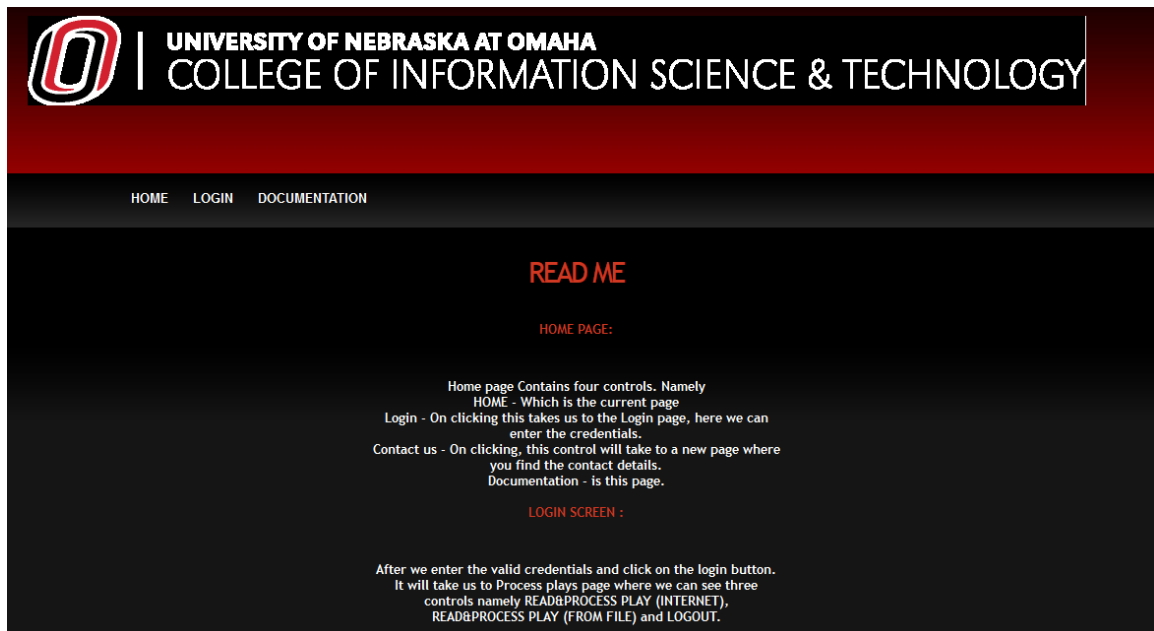 UNIVERSITY OF NEBRASKA AT OMAHA
COLLEGE OF INFORMATION SCIENCE & TECHNOLOGY
HOME LOGIN DOCUMENTATION
READ ME
HOME PAGE:
Home page Contains four controls. Namely
HOME - Which is the current page
Login - On clicking this takes us to the Login page, here we can
enter the credentials.
Contact us - On clicking, this control will take to a new page where
you find the contact details.
Documentation - is this page.
LOGIN SCREEN :
After we enter the valid credentials and click on the login button.
It will take us to Process plays page where we can see three
controls namely READ&PROCESS PLAY (INTERNET),
READ&PROCESS PLAY (FROM FILE) and LOGOUT.